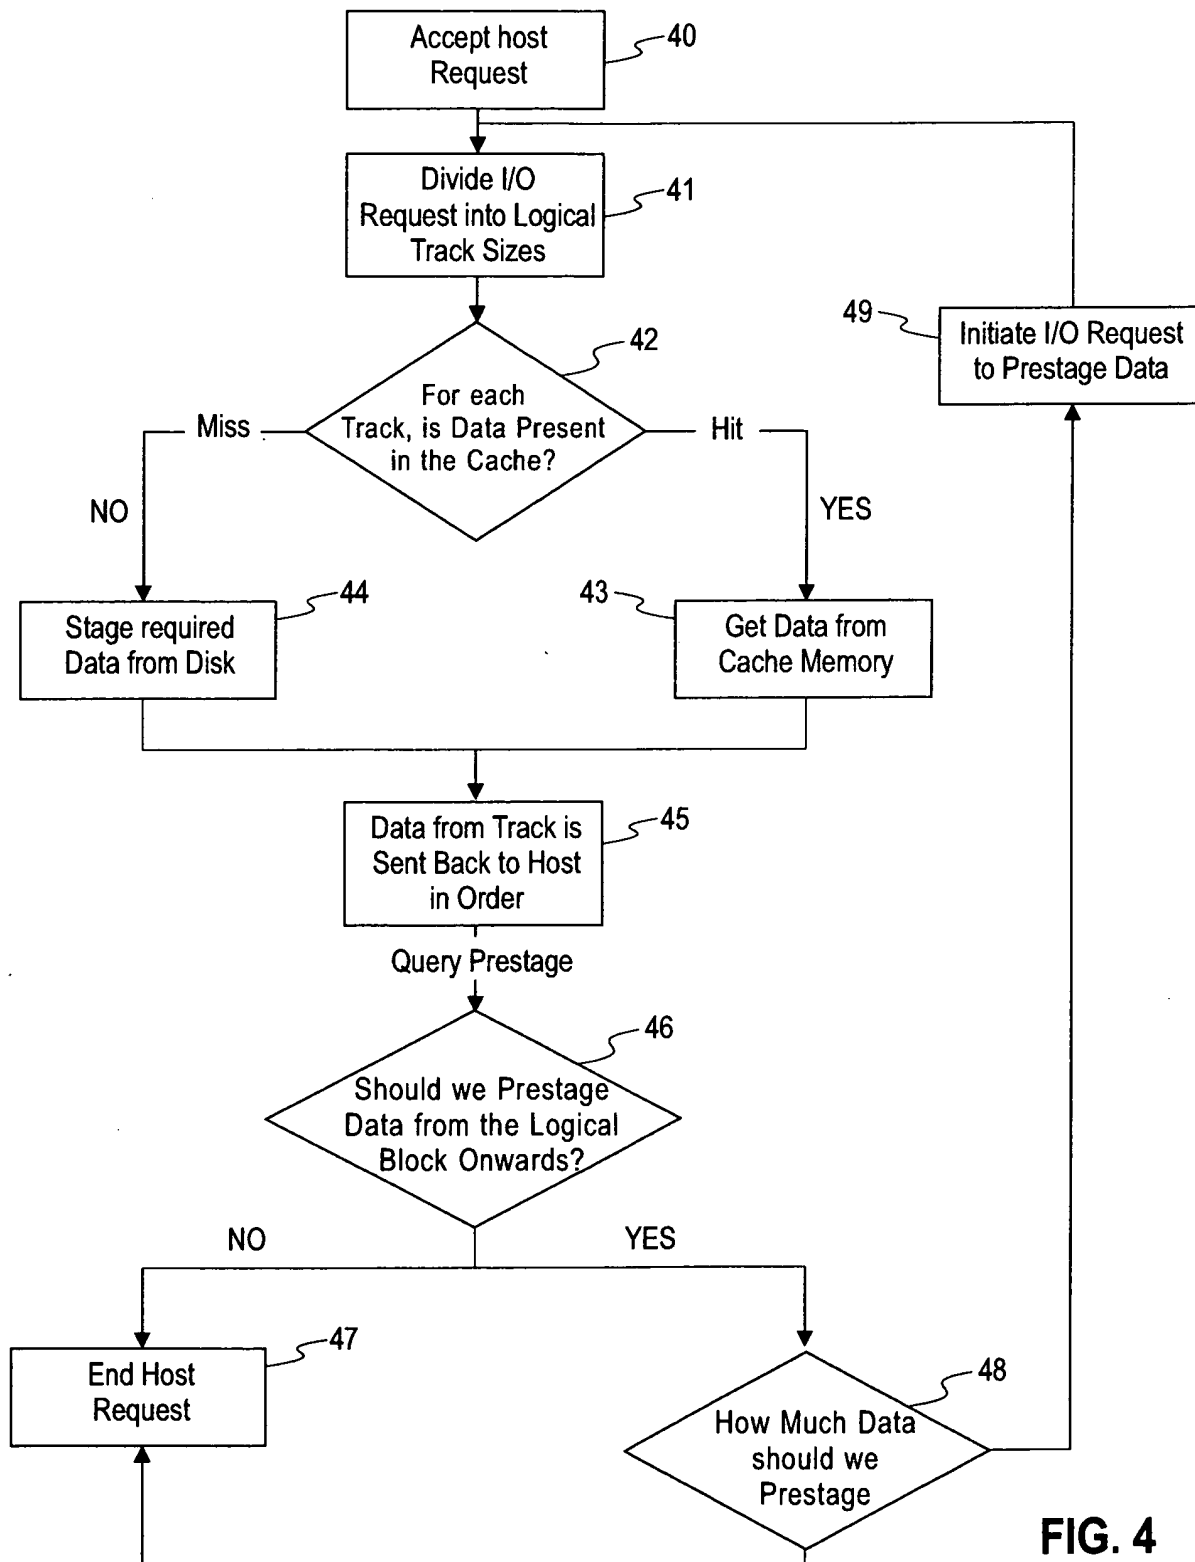 Accept host
Request
40
Divide I/O
Request into Logical
Track Sizes
41
49
Initiate I/O Request
to Prestage Data
42
For each
Track, is Data Present
in the Cache?
Miss
Hit
NO
YES
44
Stage required
Data from Disk
43
Get Data from
Cache Memory
Data from Track is
Sent Back to Host
in Order
45
Query Prestage
46
Should we Prestage
Data from the Logical
Block Onwards?
NO
YES
47
End Host
Request
48
How Much Data
should we
Prestage
FIG. 4